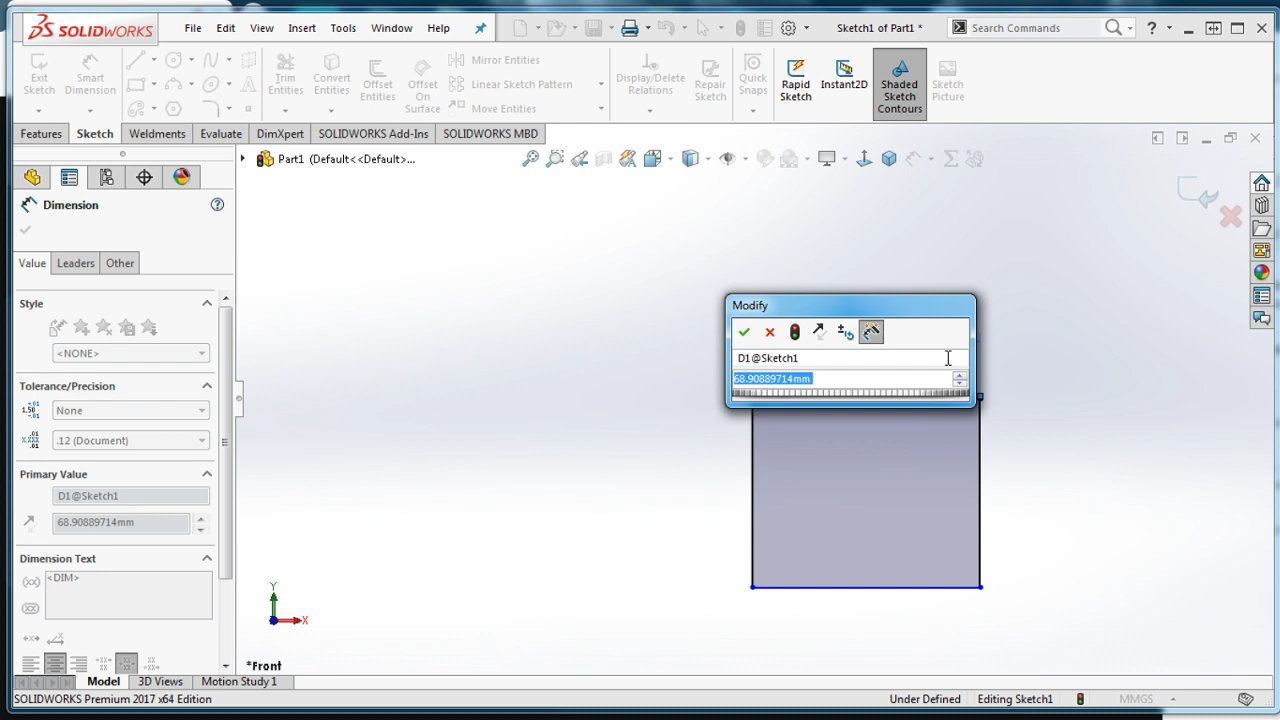 SOLIDWORKS File Edit View Insert Tools Window Help Sketch1 of Part1 * Search Commands ?
Exit Sketch
Smart Dimension
Trim Entities
Convert Entities
Offset Entities
Offset On Surface
Mirror Entities
Linear Sketch Pattern
Move Entities
Display/Delete Relations
Repair Sketch
Quick Snaps
Rapid Sketch
Instant2D
Shaded Sketch Contours
Sketch Picture
Features Sketch Weldments Evaluate DimXpert SOLIDWORKS Add-Ins SOLIDWORKS MBD
Part1 (Default<<Default>...
Dimension ?
Value Leaders Other
Style
<NONE>
Tolerance/Precision
None
.12 (Document)
Primary Value
D1@Sketch1
68.90889714mm
Dimension Text
<DIM>
Modify
D1@Sketch1
68.90889714mm
Y
X
*Front
Model 3D Views Motion Study 1
SOLIDWORKS Premium 2017 x64 Edition Under Defined Editing Sketch1 MMGS